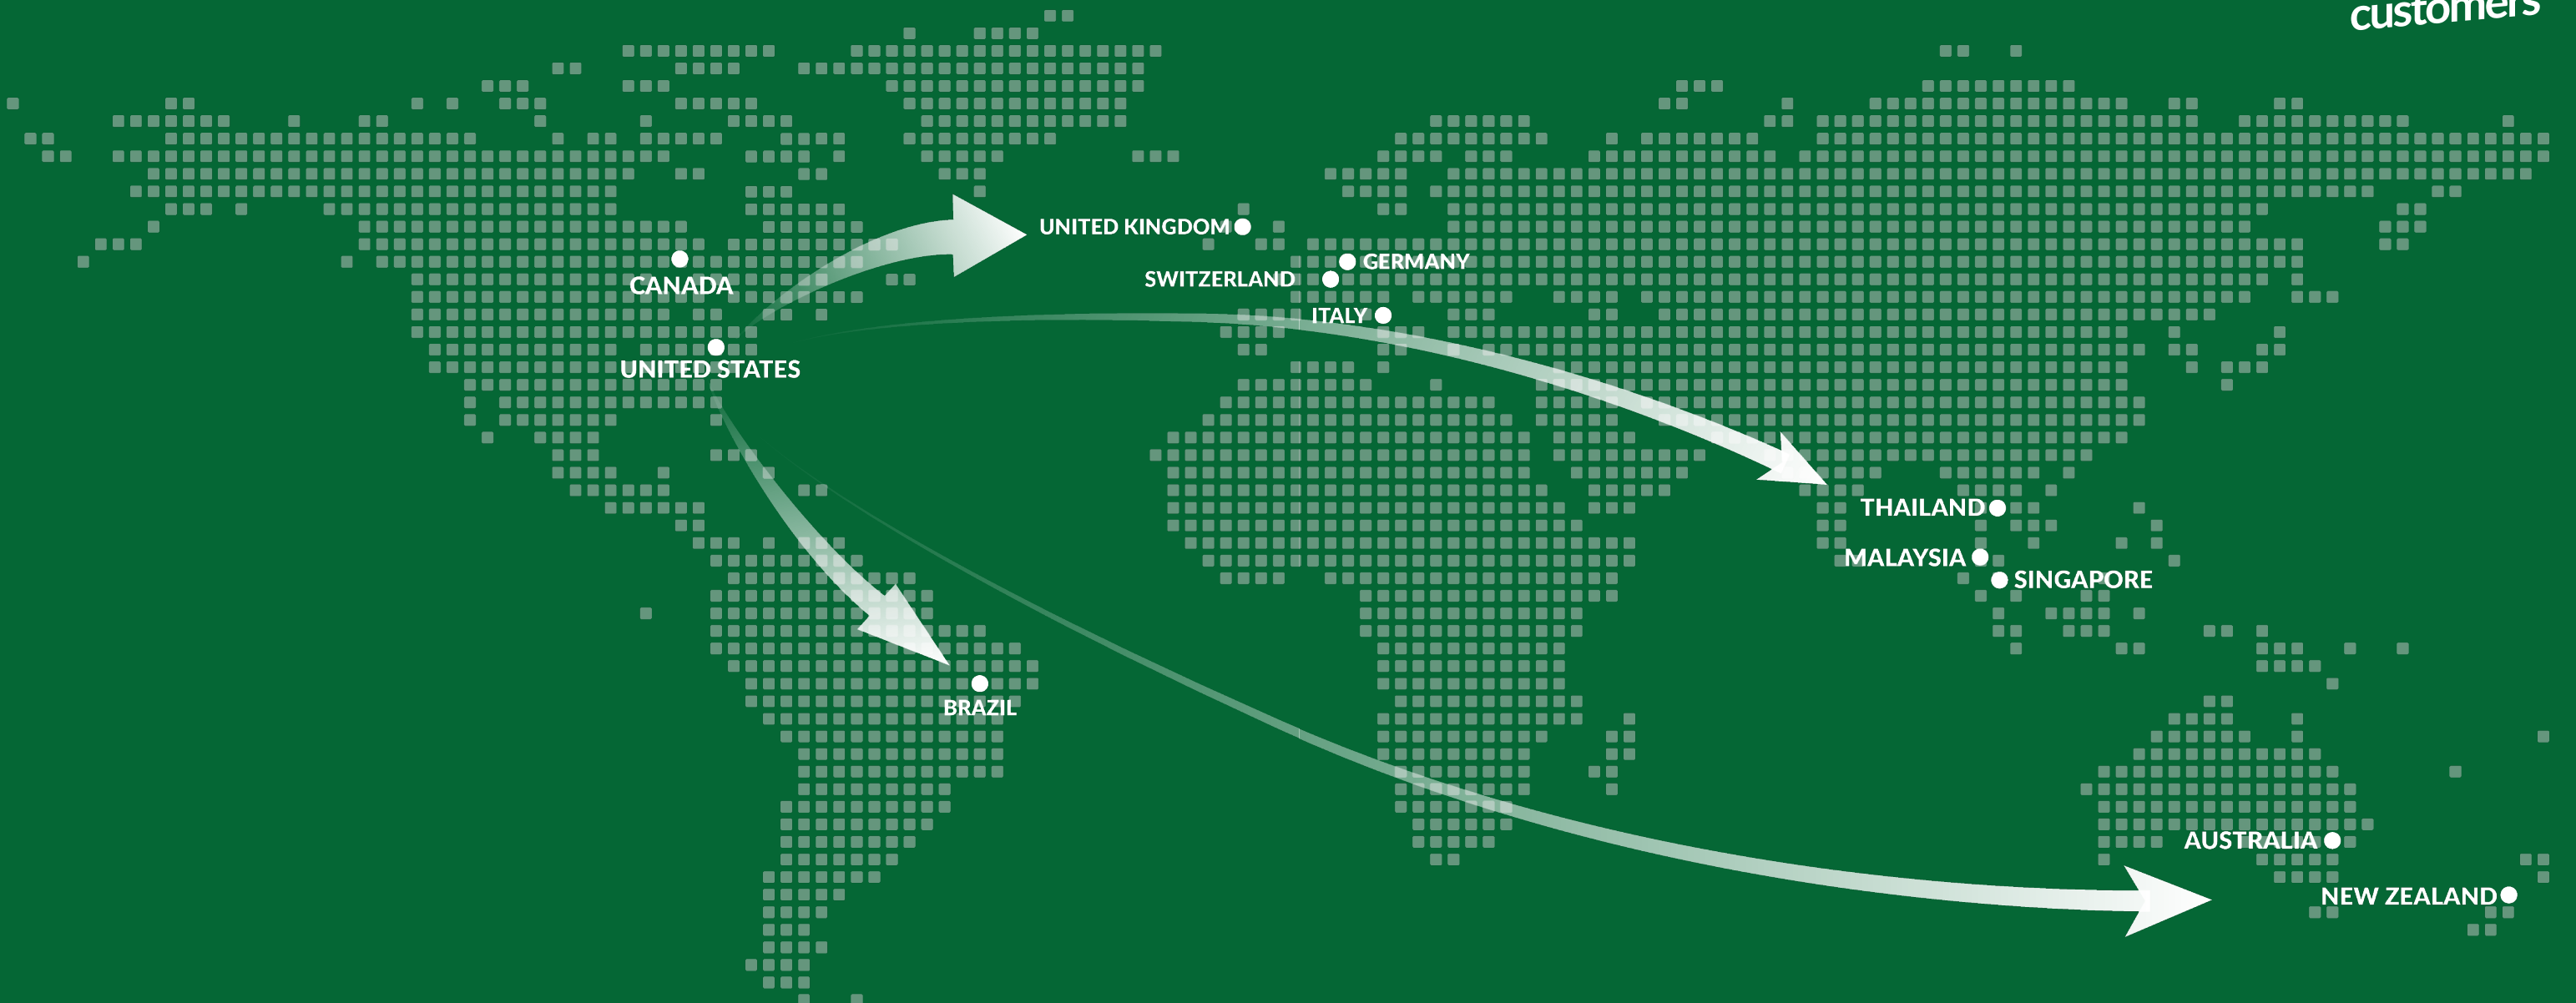 customers
UNITED KINGDOM
CANADA
GERMANY
SWITZERLAND
ITALY
UNITED STATES
THAILAND
MALAYSIA
SINGAPORE
BRAZIL
AUSTRALIA
NEW ZEALAND